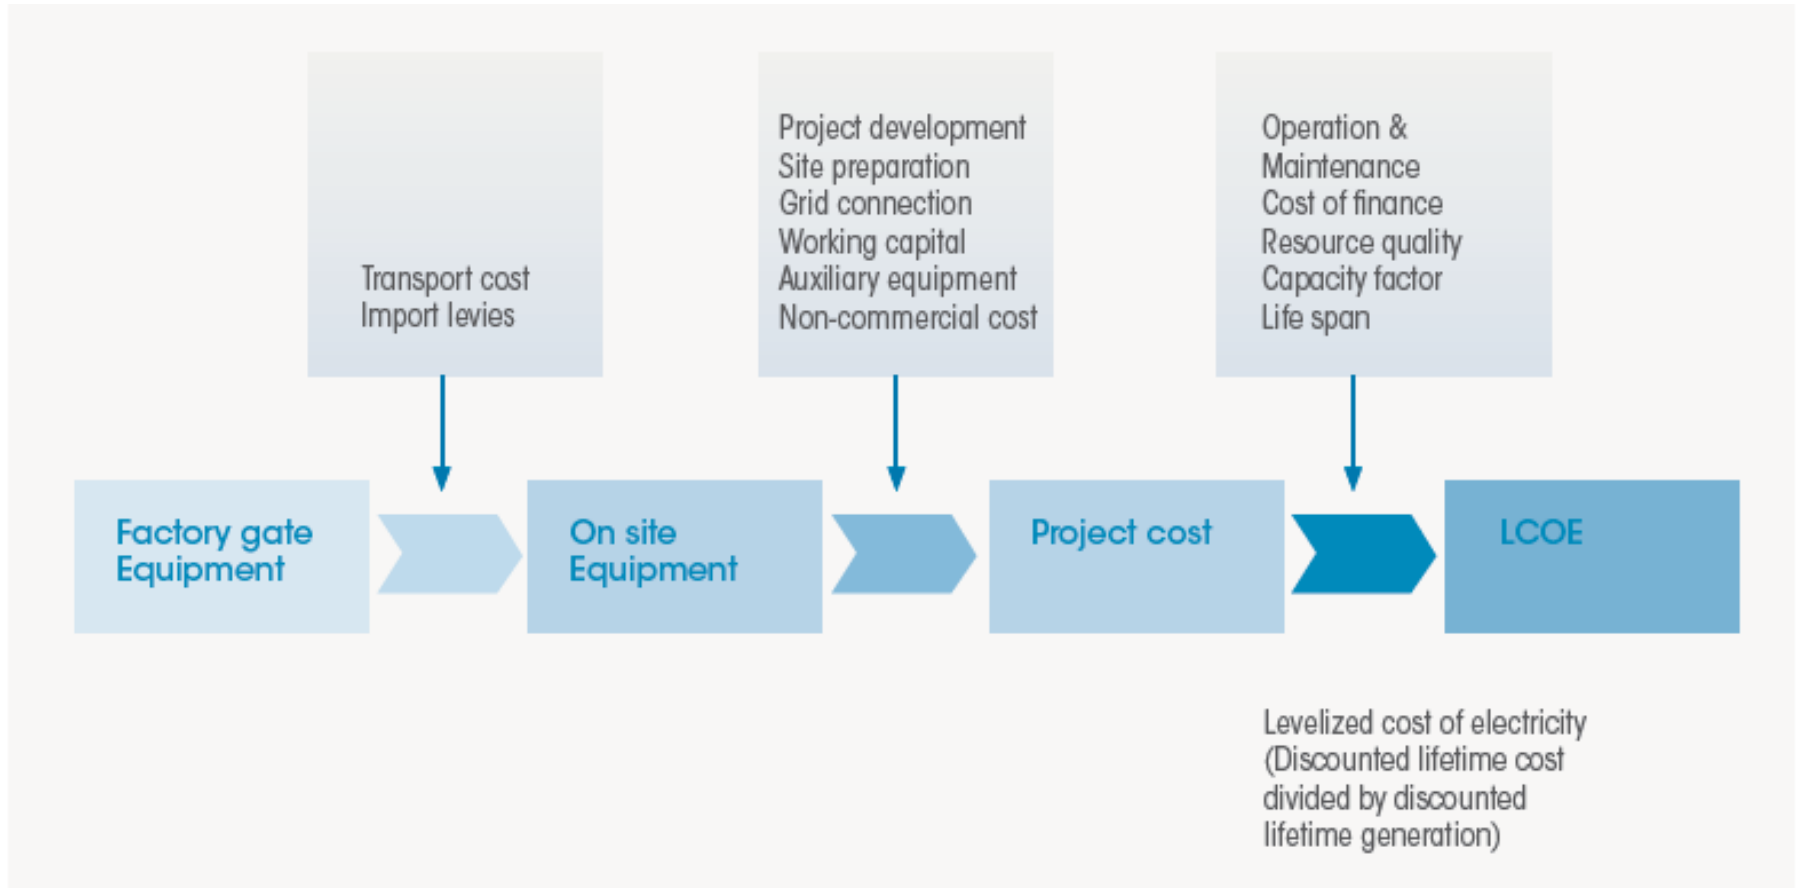 Transport cost
Import levies
Project development
Site preparation
Grid connection
Working capital
Auxiliary equipment
Non-commercial cost
Operation &
Maintenance
Cost of finance
Resource quality
Capacity factor
Life span
Factory gate
Equipment
On site
Equipment
Project cost
LCOE
Levelized cost of electricity
(Discounted lifetime cost
divided by discounted
lifetime generation)